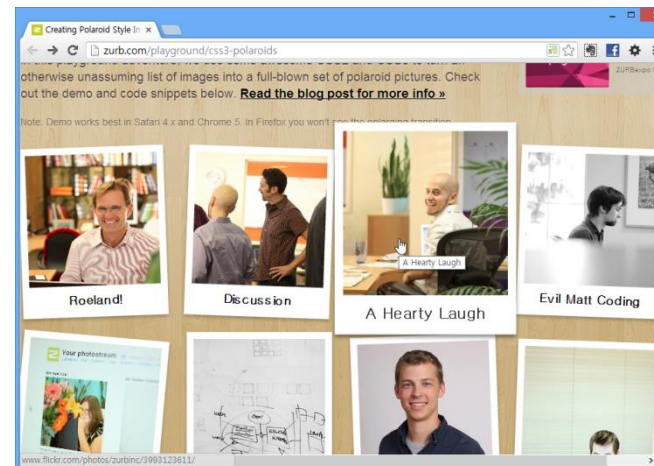 Creating Polaroid Style In
zurb.com/playground/css3-polaroids
otherwise unassuming list of images into a full-blown set of polaroid pictures. Check
out the demo and code snippets below. Read the blog post for more info »
Note: Demo works best in Safari 4.x and Chrome 5. In Firefox you won't see the enlarging transition
ZURBexpo
A Hearty Laugh
Roeland!
Discussion
A Hearty Laugh
Evil Matt Coding
Your photostream
www.flickr.com/photos/zurbinc/3993123611/